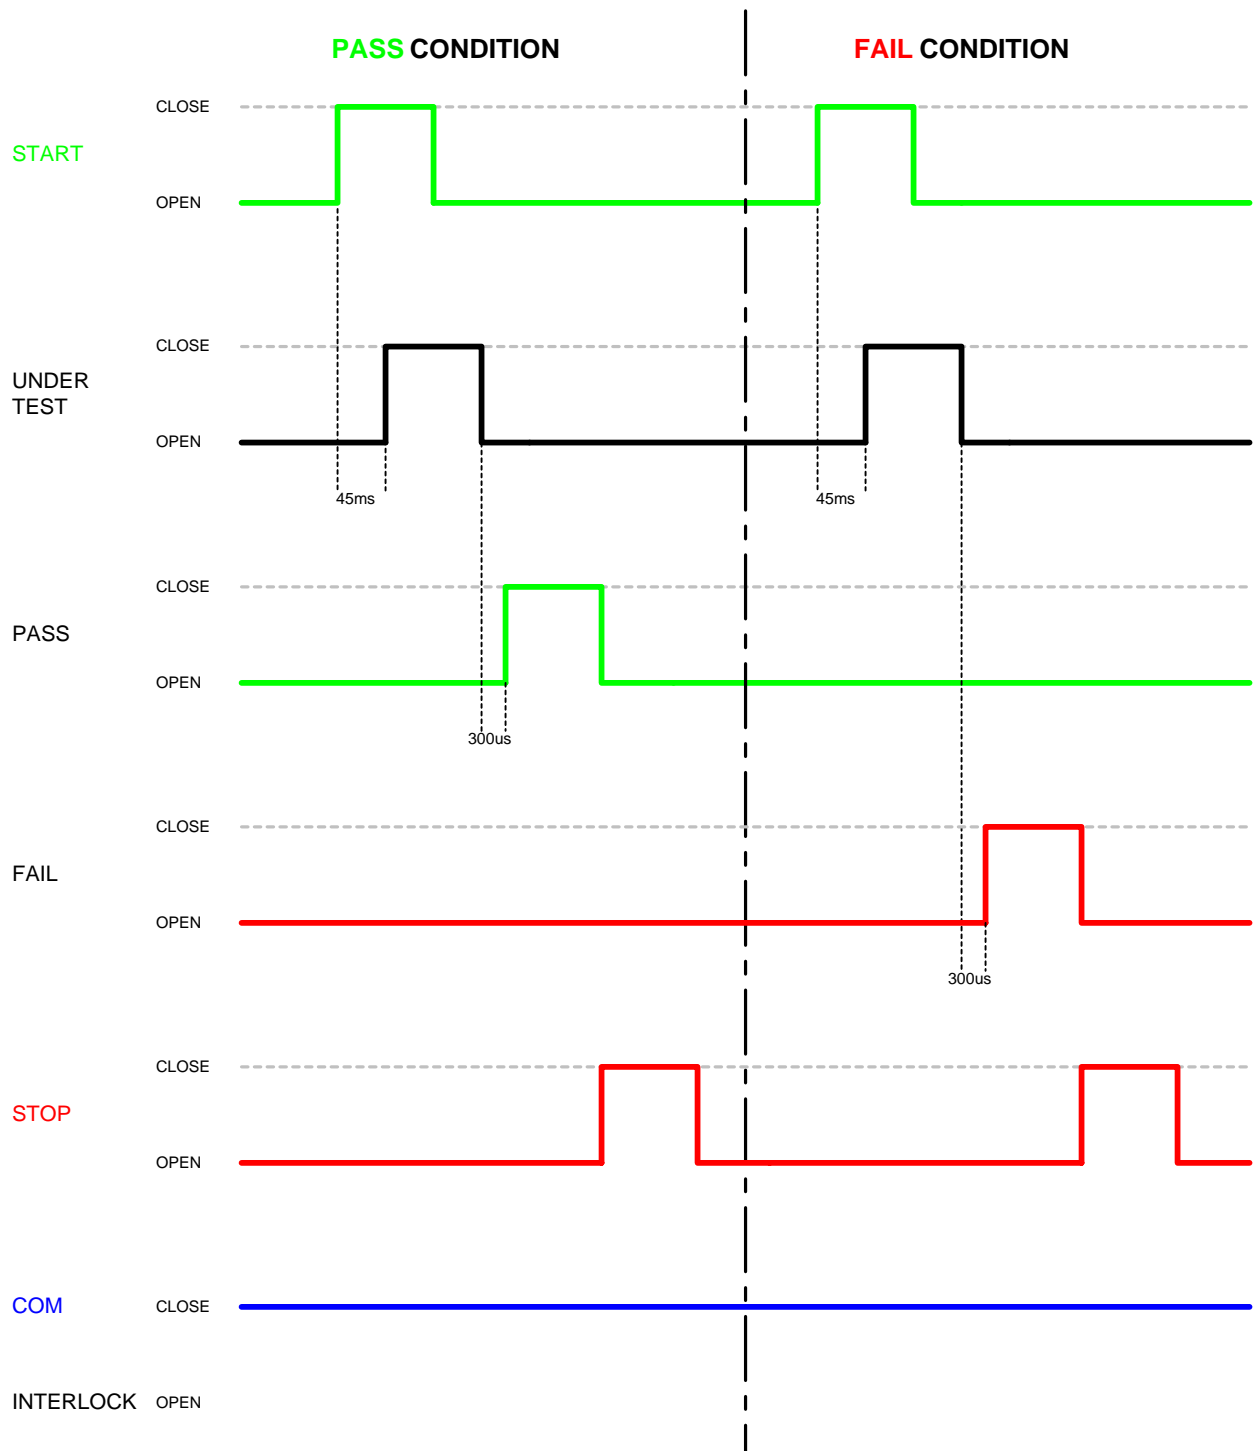 PASS CONDITION
FAIL CONDITION
CLOSE
START
OPEN
CLOSE
UNDER
TEST
OPEN
45ms
45ms
CLOSE
PASS
OPEN
300us
CLOSE
FAIL
OPEN
300us
CLOSE
STOP
OPEN
COM CLOSE
INTERLOCK OPEN